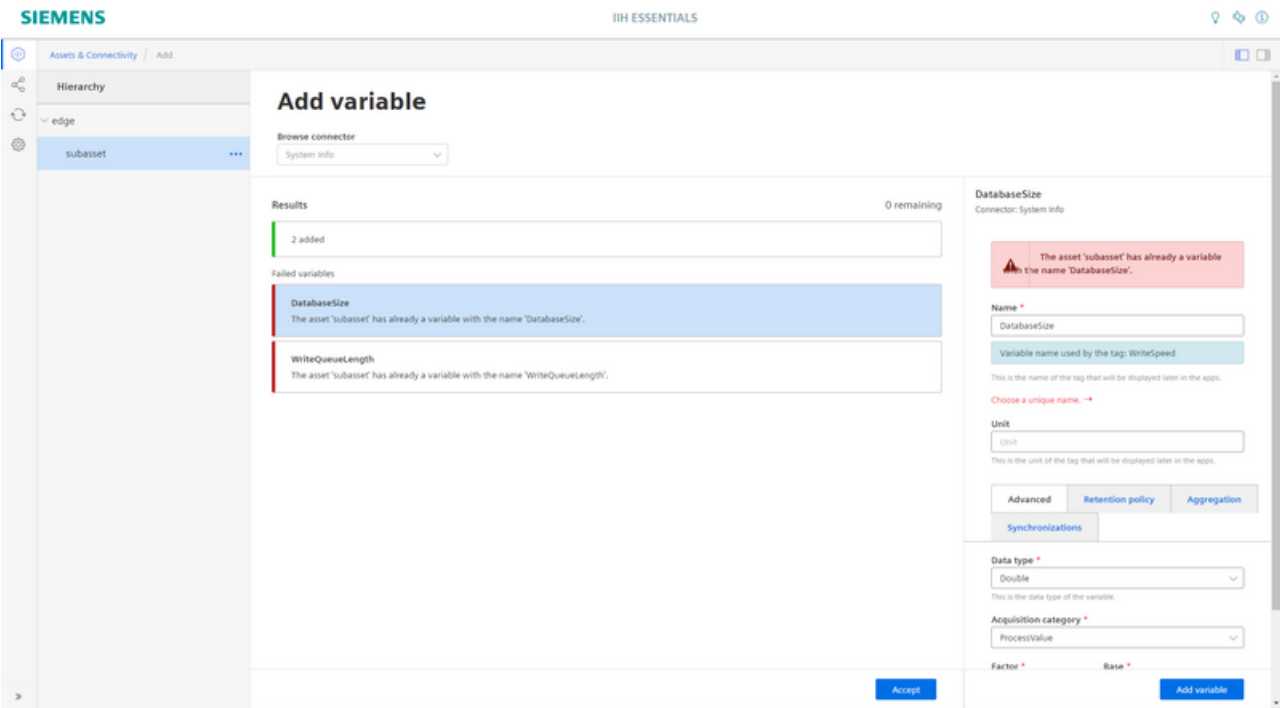 SIEMENS
IIH ESSENTIALS
Assets & Connectivity / Add
Hierarchy
edge
subasset
Add variable
Browse connector
System Info
Results
0 remaining
2 added
Failed variables
DatabaseSize
The asset 'subasset' has already a variable with the name 'DatabaseSize'.
WriteQueueLength
The asset 'subasset' has already a variable with the name 'WriteQueueLength'.
Accept
DatabaseSize
Connector: System Info
The asset 'subasset' has already a variable
with the name 'DatabaseSize'.
Name *
DatabaseSize
Variable name used by the tag: WriteSpeed
This is the name of the tag that will be displayed later in the apps.
Choose a unique name. →
Unit
Unit
This is the unit of the tag that will be displayed later in the apps.
Advanced
Retention policy
Aggregation
Synchronizations
Data type *
Double
This is the data type of the variable.
Acquisition category *
ProcessValue
Factor *
Base *
Add variable